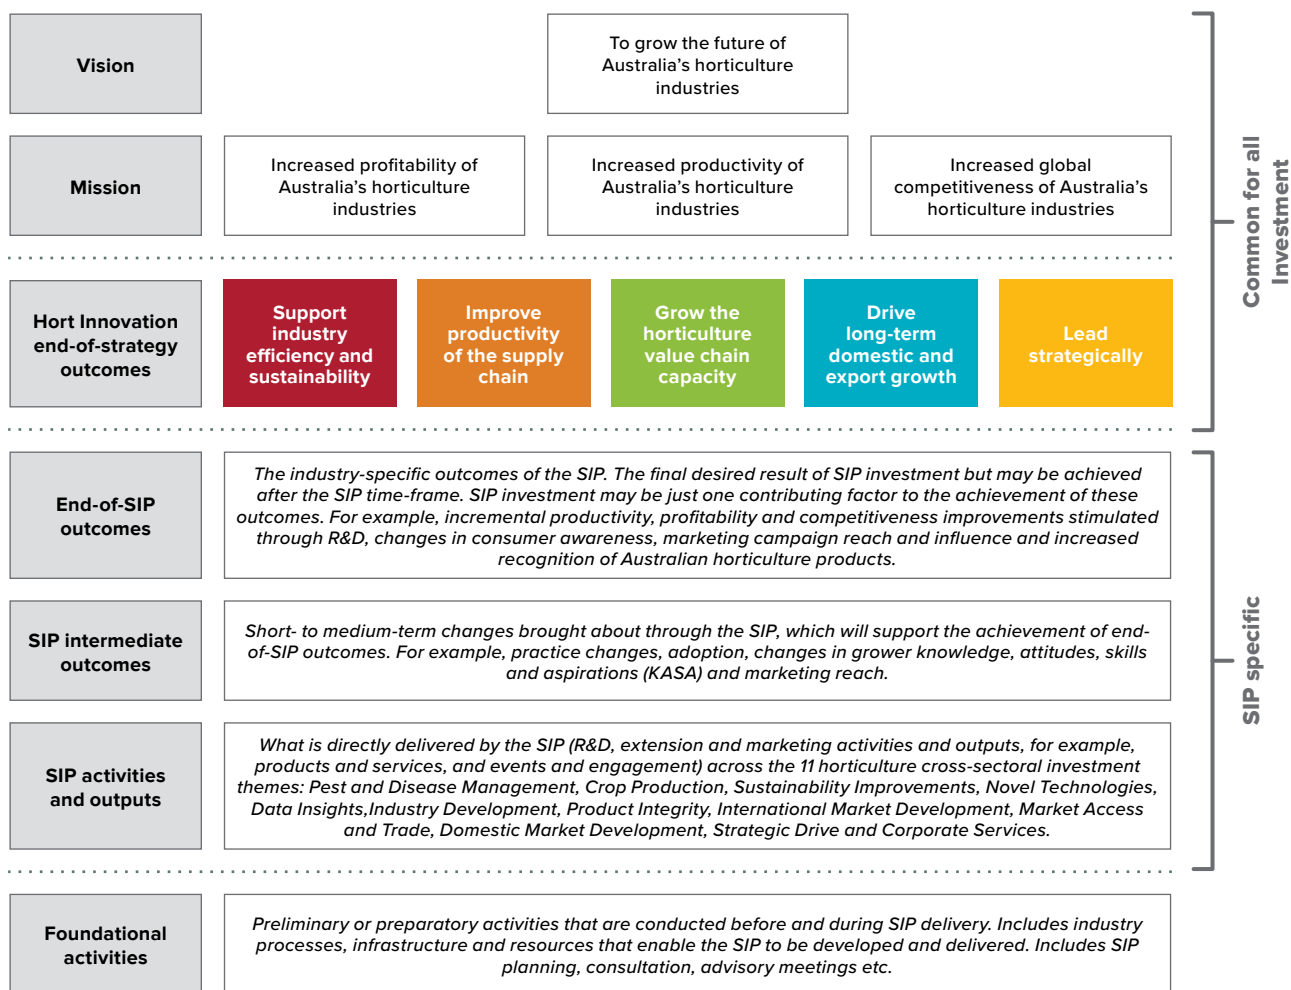 Vision
To grow the future of
Australia’s horticulture
industries
Mission
Increased profitability of
Australia’s horticulture
industries
Increased productivity of
Australia’s horticulture
industries
Increased global
competitiveness of Australia’s
horticulture industries
Common for all
Investment
Hort Innovation
end-of-strategy
outcomes
Support
industry
efficiency and
sustainability
Improve
productivity
of the supply
chain
Grow the
horticulture
value chain
capacity
Drive
long-term
domestic and
export growth
Lead
strategically
End-of-SIP
outcomes
The industry-specific outcomes of the SIP. The final desired result of SIP investment but may be achieved
after the SIP time-frame. SIP investment may be just one contributing factor to the achievement of these
outcomes. For example, incremental productivity, profitability and competitiveness improvements stimulated
through R&D, changes in consumer awareness, marketing campaign reach and influence and increased
recognition of Australian horticulture products.
SIP intermediate
outcomes
Short- to medium-term changes brought about through the SIP, which will support the achievement of end-
of-SIP outcomes. For example, practice changes, adoption, changes in grower knowledge, attitudes, skills
and aspirations (KASA) and marketing reach.
SIP specific
SIP activities
and outputs
What is directly delivered by the SIP (R&D, extension and marketing activities and outputs, for example,
products and services, and events and engagement) across the 11 horticulture cross-sectoral investment
themes: Pest and Disease Management, Crop Production, Sustainability Improvements, Novel Technologies,
Data Insights,Industry Development, Product Integrity, International Market Development, Market Access
and Trade, Domestic Market Development, Strategic Drive and Corporate Services.
Foundational
activities
Preliminary or preparatory activities that are conducted before and during SIP delivery. Includes industry
processes, infrastructure and resources that enable the SIP to be developed and delivered. Includes SIP
planning, consultation, advisory meetings etc.